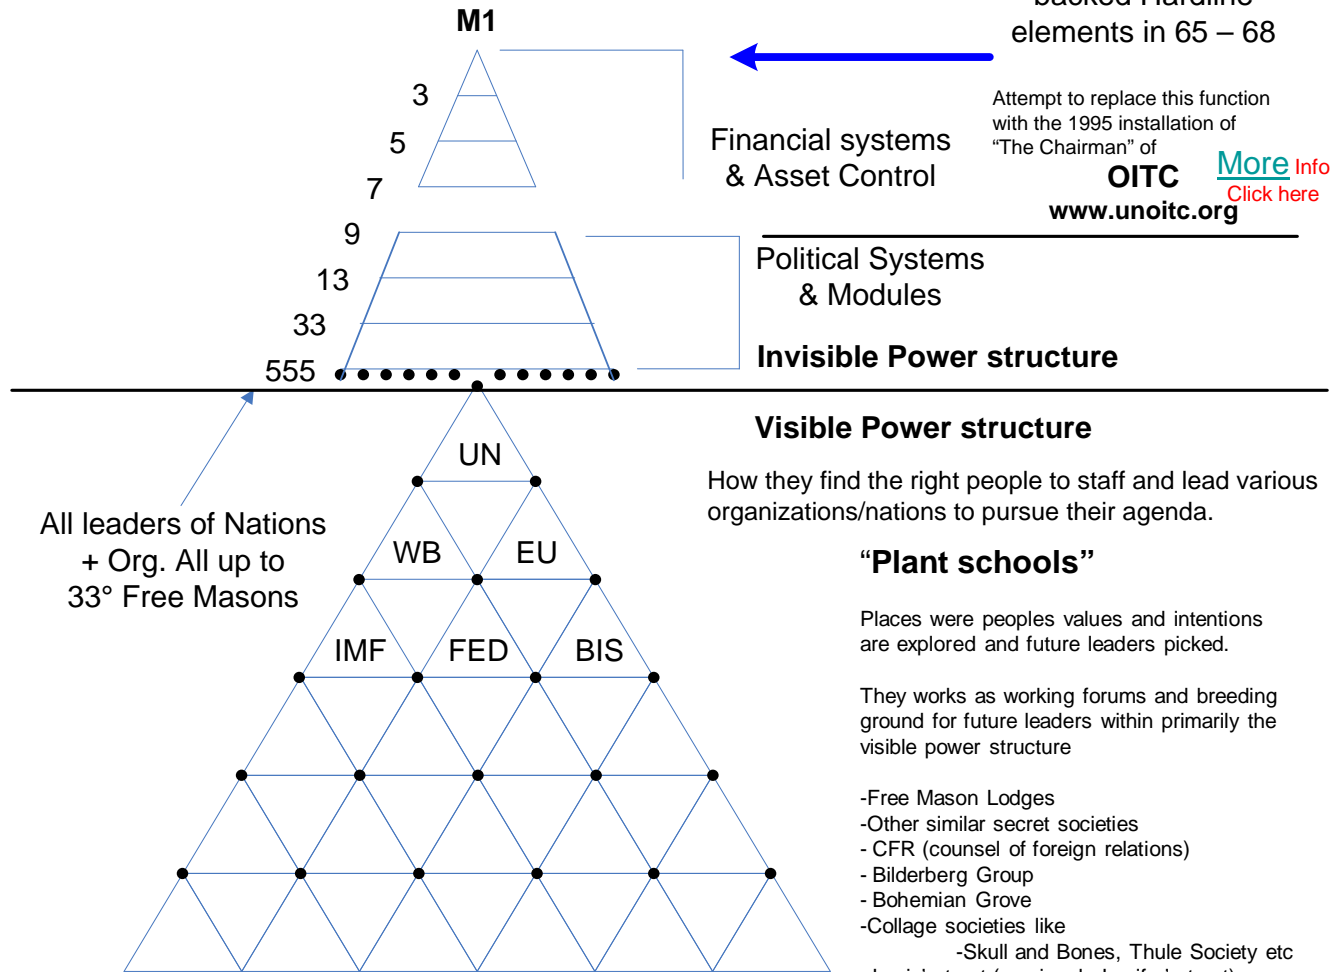 backed Hardline
elements in 65 – 68
M1
3
5
7
9
13
33
555
Financial systems
& Asset Control
Attempt to replace this function
with the 1995 installation of
“The Chairman” of
OITC
www.unoitc.org
More Info
Click here
Political Systems
& Modules
Invisible Power structure
Visible Power structure
All leaders of Nations
+ Org. All up to
33° Free Masons
UN
WB EU
IMF FED BIS
How they find the right people to staff and lead various
organizations/nations to pursue their agenda.
“Plant schools”
Places were peoples values and intentions
are explored and future leaders picked.
They works as working forums and breeding
ground for future leaders within primarily the
visible power structure
-Free Mason Lodges
-Other similar secret societies
- CFR (counsel of foreign relations)
- Bilderberg Group
- Bohemian Grove
-Collage societies like
-Skull and Bones, Thule Society etc